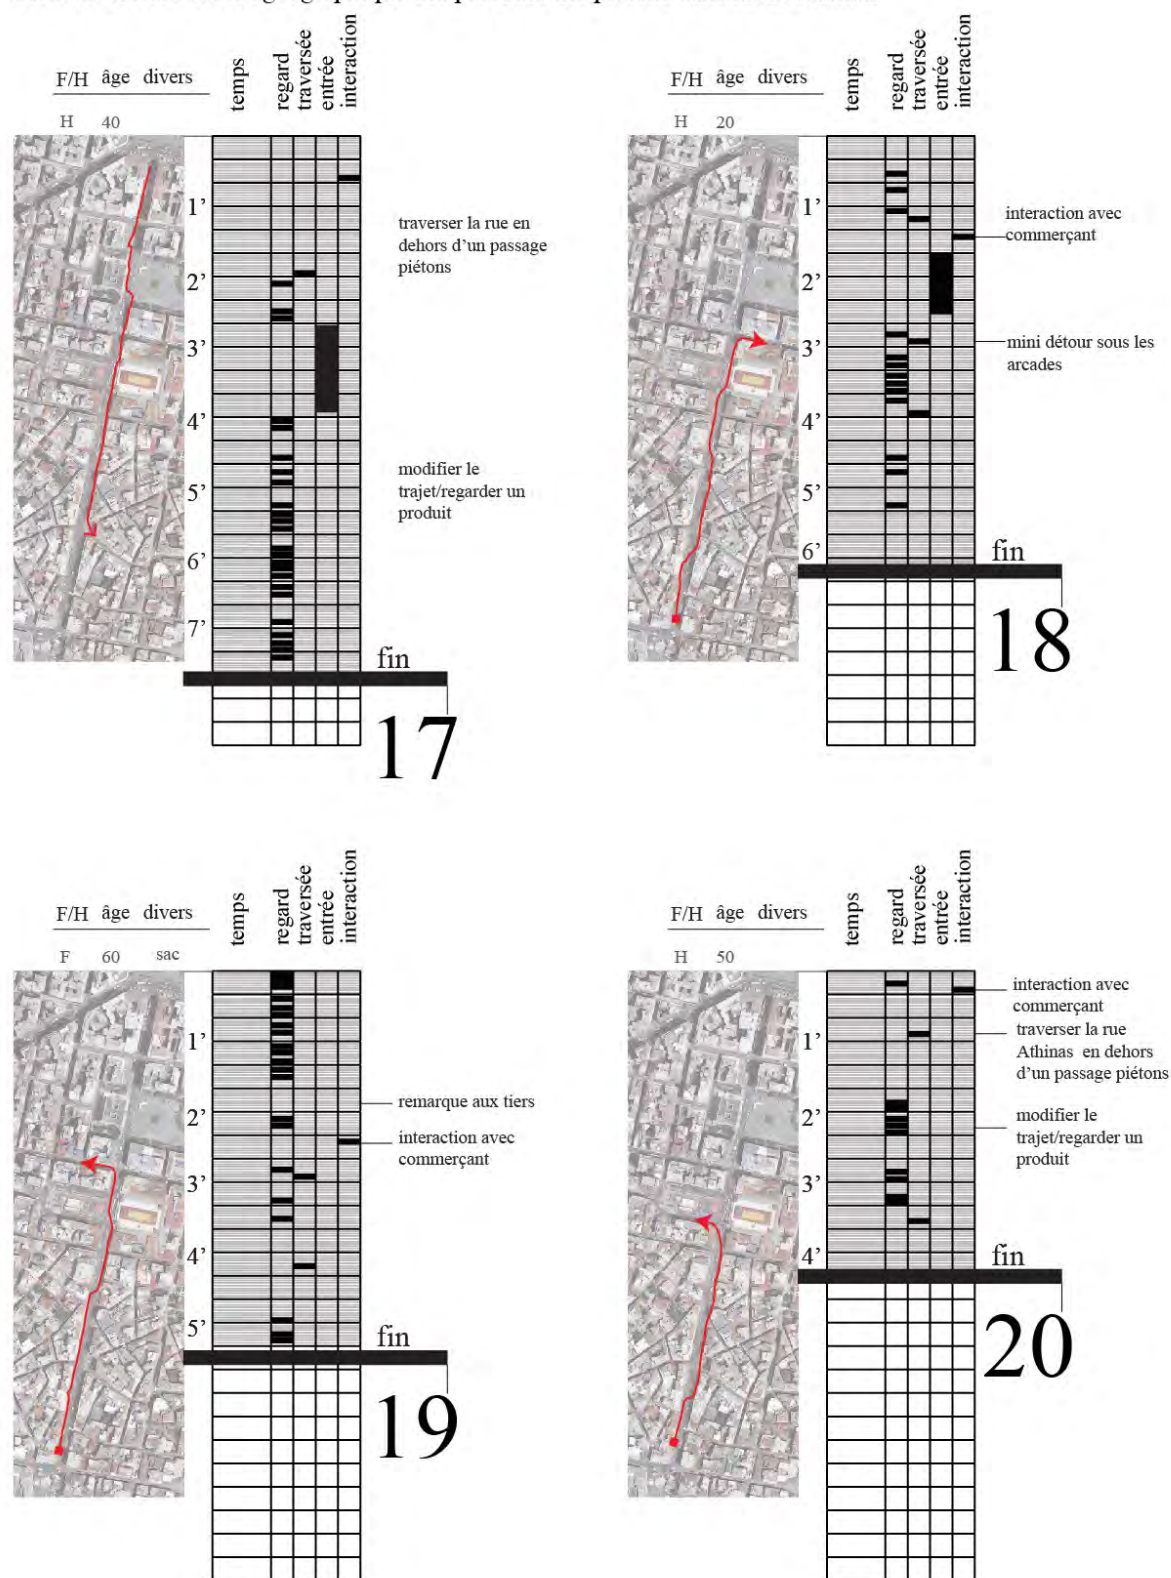 F/H âge divers
temps
regard
traversée
entrée
interaction
H 40
1’
2’
3’
4’
5’
6’
7’
traverser la rue en
dehors d’un passage
piétons
modifier le
trajet/regarder un
produit
fin
17
F/H âge divers
temps
regard
traversée
entrée
interaction
H 20
1’
2’
3’
4’
5’
6’
interaction avec
commerçant
mini détour sous les
arcades
fin
18
F/H âge divers
temps
regard
traversée
entrée
interaction
F 60 sac
1’
2’
3’
4’
5’
remarque aux tiers
interaction avec
commerçant
fin
19
F/H âge divers
temps
regard
traversée
entrée
interaction
H 50
1’
2’
3’
4’
interaction avec
commerçant
traverser la rue
Athinas en dehors
d’un passage piétons
modifier le
trajet/regarder un
produit
fin
20